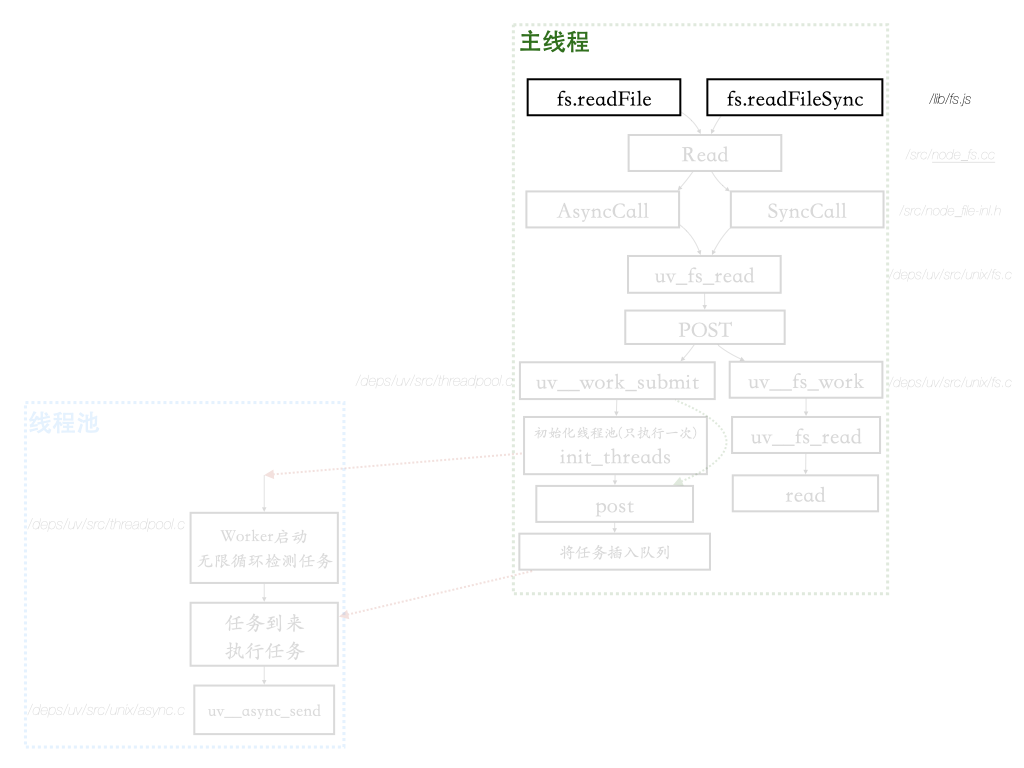 主线程
fs.readFile
fs.readFileSync
/lib/fs.js
Read
/src/node_fs.cc
AsyncCall
SyncCall
/src/node_file-inl.h
uv_fs_read
/deps/uv/src/unix/fs.c
POST
/deps/uv/src/threadpool.c
uv__work_submit
uv__fs_work
/deps/uv/src/unix/fs.c
线程池
初始化线程池(只执行一次)
init_threads
uv__fs_read
post
read
/deps/uv/src/threadpool.c
Worker启动
无限循环检测任务
将任务插入队列
任务到来
执行任务
/deps/uv/src/unix/async.c
uv__async_send